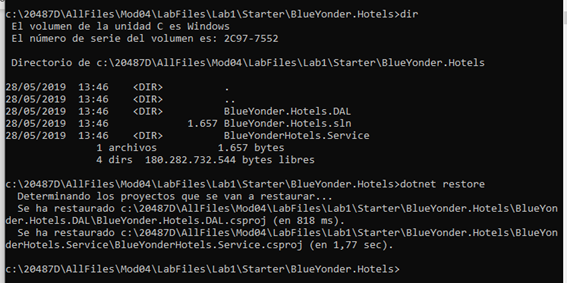 c:\20487D\AllFiles\Mod04\LabFiles\Lab1\Starter\BlueYonder.Hotels>dir
El volumen de la unidad C es Windows
El número de serie del volumen es: 2C97-7552
Directorio de c:\20487D\AllFiles\Mod04\LabFiles\Lab1\Starter\BlueYonder.Hotels
28/05/2019 13:46 <DIR> .
28/05/2019 13:46 <DIR> ..
28/05/2019 13:46 <DIR> BlueYonder.Hotels.DAL
28/05/2019 13:46 1.657 BlueYonder.Hotels.sln
28/05/2019 13:46 <DIR> BlueYonderHotels.Service
1 archivos 1.657 bytes
4 dirs 180.282.732.544 bytes libres
c:\20487D\AllFiles\Mod04\LabFiles\Lab1\Starter\BlueYonder.Hotels>dotnet restore
Determinando los proyectos que se van a restaurar...
Se ha restaurado c:\20487D\AllFiles\Mod04\LabFiles\Lab1\Starter\BlueYonder.Hotels\BlueYon
der.Hotels.DAL\BlueYonder.Hotels.DAL.csproj (en 818 ms).
Se ha restaurado c:\20487D\AllFiles\Mod04\LabFiles\Lab1\Starter\BlueYonder.Hotels\BlueYon
derHotels.Service\BlueYonderHotels.Service.csproj (en 1,77 sec).
c:\20487D\AllFiles\Mod04\LabFiles\Lab1\Starter\BlueYonder.Hotels>